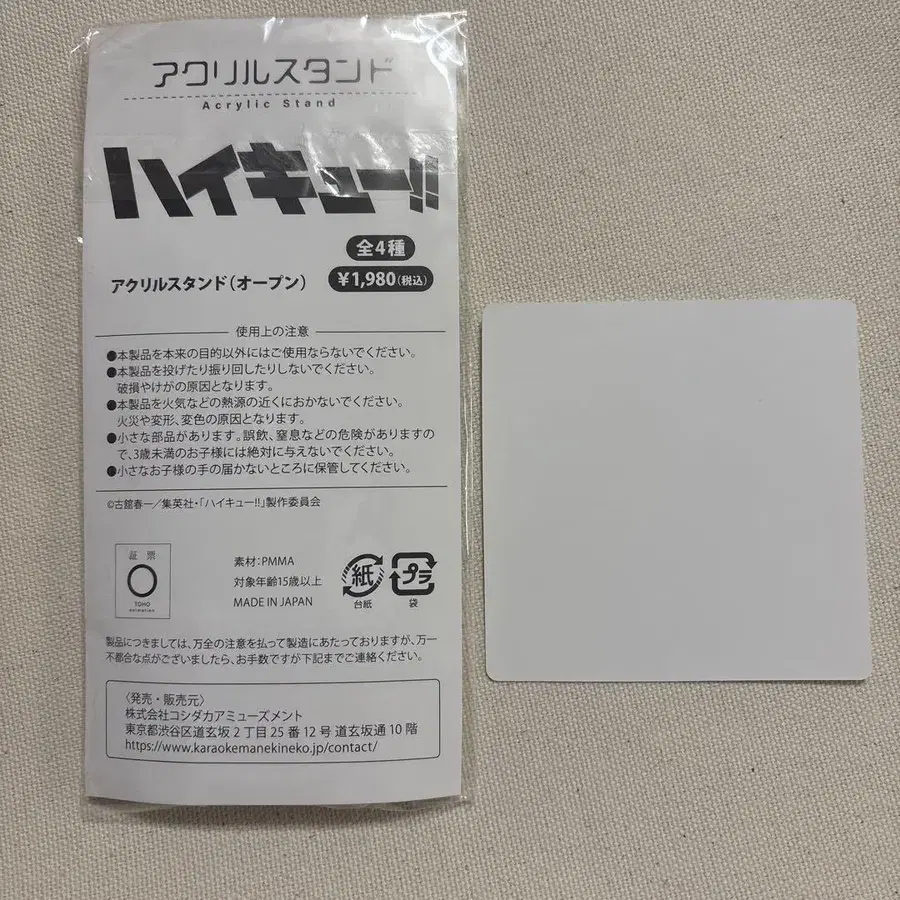 アクリルスタンド
Acrylic Stand
ハイキュー!!
全4種
アクリルスタンド(オープン) ¥1,980(税込)
使用上の注意
●本製品を本来の目的以外にはご使用ならないでください。
●本製品を投げたり振り回したりしないでください。
破損やけがの原因となります。
●本製品を火気などの熱源の近くにおかないでください。
火災や変形、変色の原因となります。
●小さな部品があります。誤飲、窒息などの危険がありますの
で、3歳未満のお子様には絶対に与えないでください。
●小さなお子様の手の届かないところに保管してください。
©古舘春一/集英社・「ハイキュー!!」製作委員会
証票
TOHO
animation
素材:PMMA
対象年齢15歳以上
MADE IN JAPAN
紙
台紙
プラ
袋
製品につきましては、万全の注意を払って製造にあたっておりますが、万一
不都合な点がございましたら、お手数ですが下記までご連絡ください。
〈発売・販売元〉
株式会社コシダカアミューズメント
東京都渋谷区道玄坂2丁目25番12号 道玄坂通10階
https://www.karaokemanekineko.jp/contact/